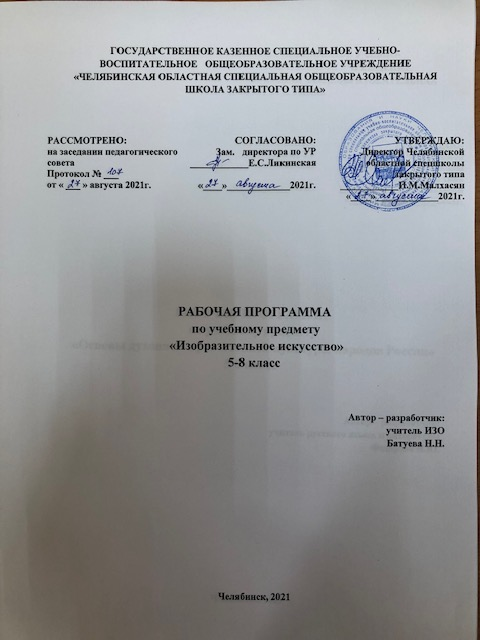 ГОСУДАРСТВЕННОЕ КАЗЕННОЕ СПЕЦИАЛЬНОЕ УЧЕБНО-
ВОСПИТАТЕЛЬНОЕ ОБЩЕОБРАЗОВАТЕЛЬНОЕ УЧРЕЖДЕНИЕ
«ЧЕЛЯБИНСКАЯ ОБЛАСТНАЯ СПЕЦИАЛЬНАЯ ОБЩЕОБРАЗОВАТЕЛЬНАЯ
ШКОЛА ЗАКРЫТОГО ТИПА»
РАССМОТРЕНО:
на заседании педагогического
совета
Протокол № 107
от « 27 » августа 2021г.
СОГЛАСОВАНО:
Зам. директора по УР
Е.С.Ликинская
« 27 » августа 2021г.
УТВЕРЖДАЮ:
Директор Челябинской
областной спецшколы
закрытого типа
И.М.Малхасян
« 27 » августа 2021г.
РАБОЧАЯ ПРОГРАММА
по учебному предмету
«Изобразительное искусство»
5-8 класс
Автор – разработчик:
учитель ИЗО
Батуева Н.Н.
Челябинск, 2021